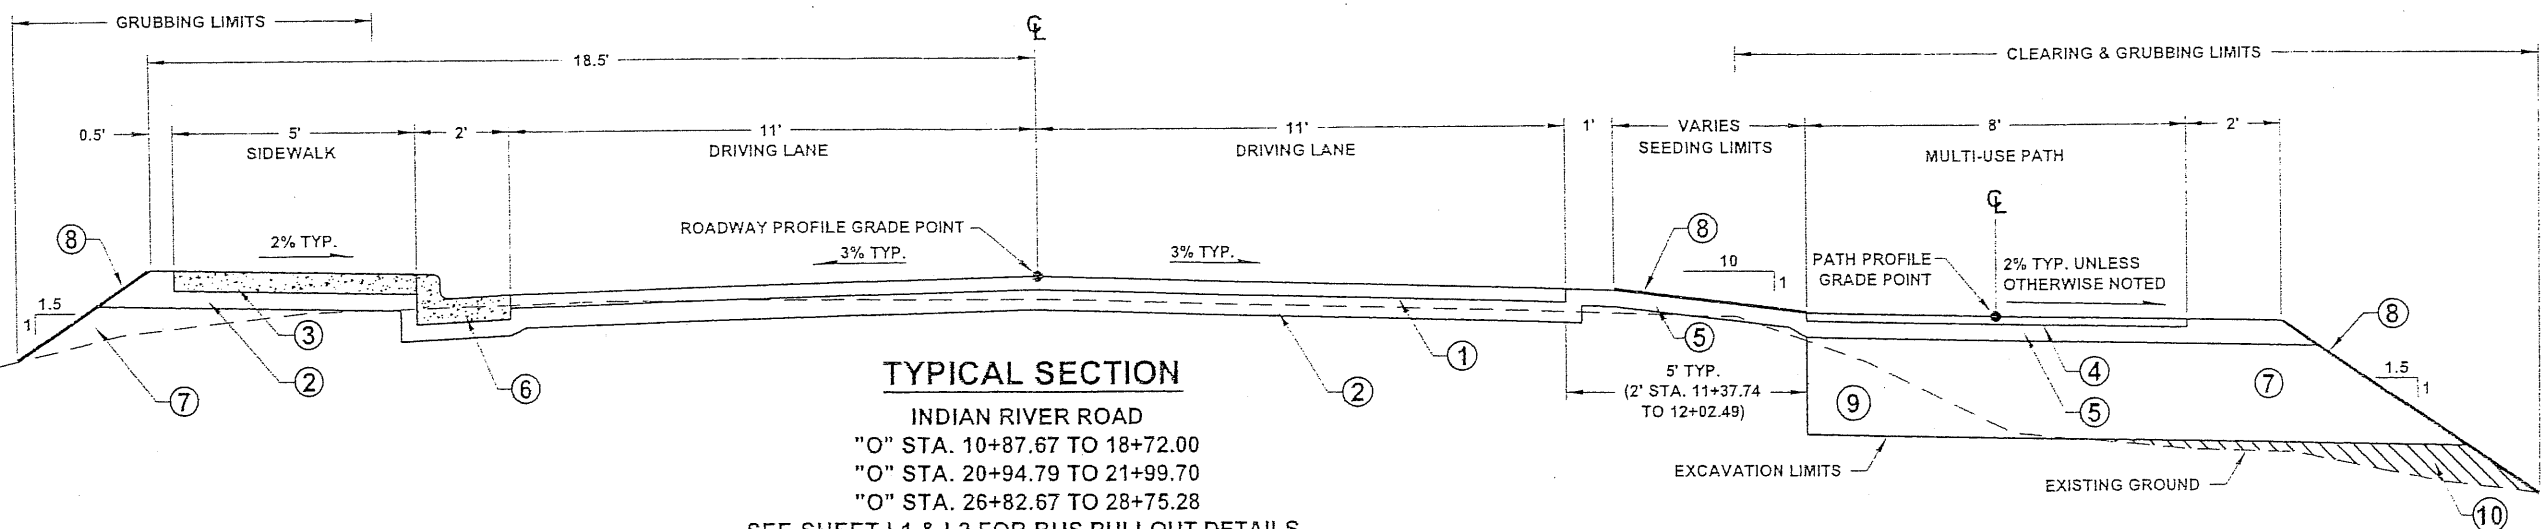 GRUBBING LIMITS
℄
CLEARING & GRUBBING LIMITS
18.5'
0.5'
5'
2'
11'
11'
1'
VARIES
8'
2'
SIDEWALK
DRIVING LANE
DRIVING LANE
SEEDING LIMITS
MULTI-USE PATH
℄
8
2% TYP.
ROADWAY PROFILE GRADE POINT
3% TYP.
3% TYP.
8
10
1
PATH PROFILE
GRADE POINT
2% TYP. UNLESS
OTHERWISE NOTED
8
1.5
1
3
2
7
6
1
2
5
5' TYP.
(2' STA. 11+37.74
TO 12+02.49)
9
4
5
7
1.5
1
EXCAVATION LIMITS
EXISTING GROUND
10
TYPICAL SECTION
INDIAN RIVER ROAD
"O" STA. 10+87.67 TO 18+72.00
"O" STA. 20+94.79 TO 21+99.70
"O" STA. 26+82.67 TO 28+75.28